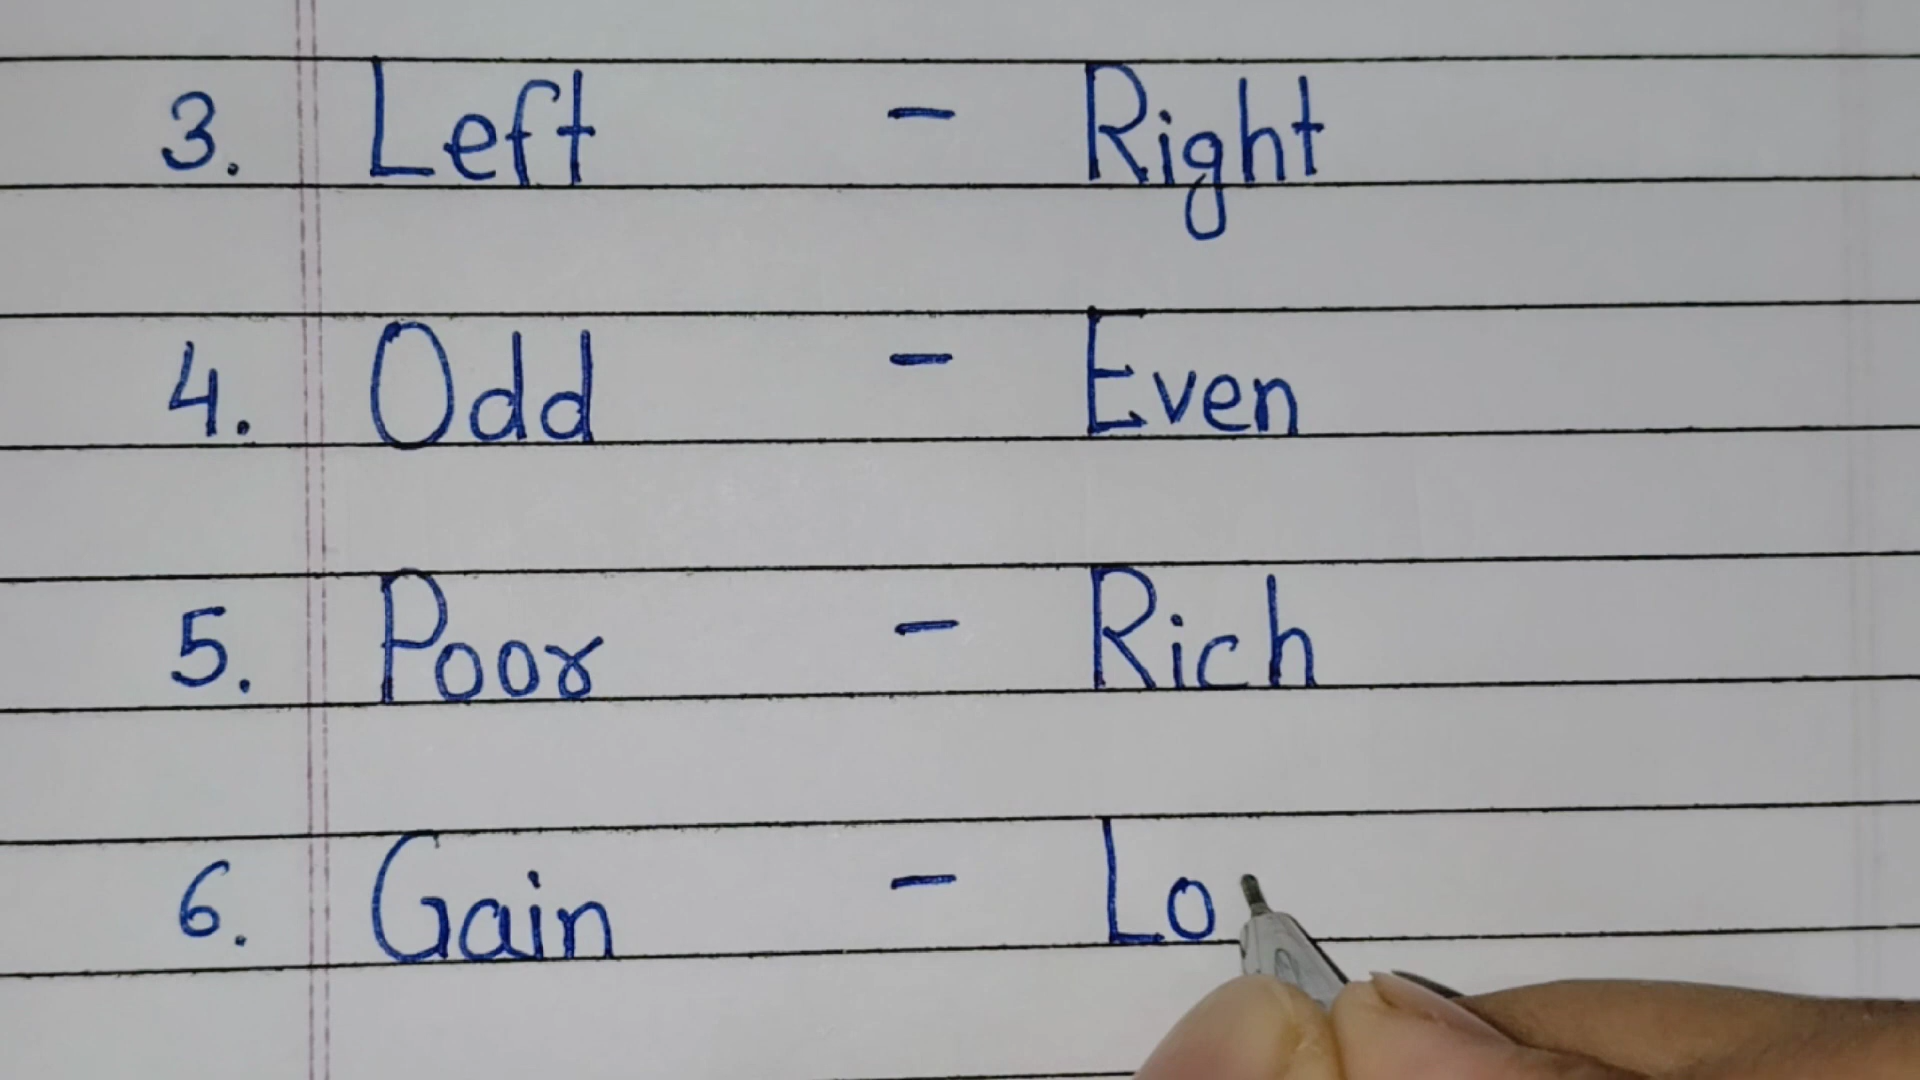 3. Left - Right
4. Odd - Even
5. Poor - Rich
6. Gain - Lo